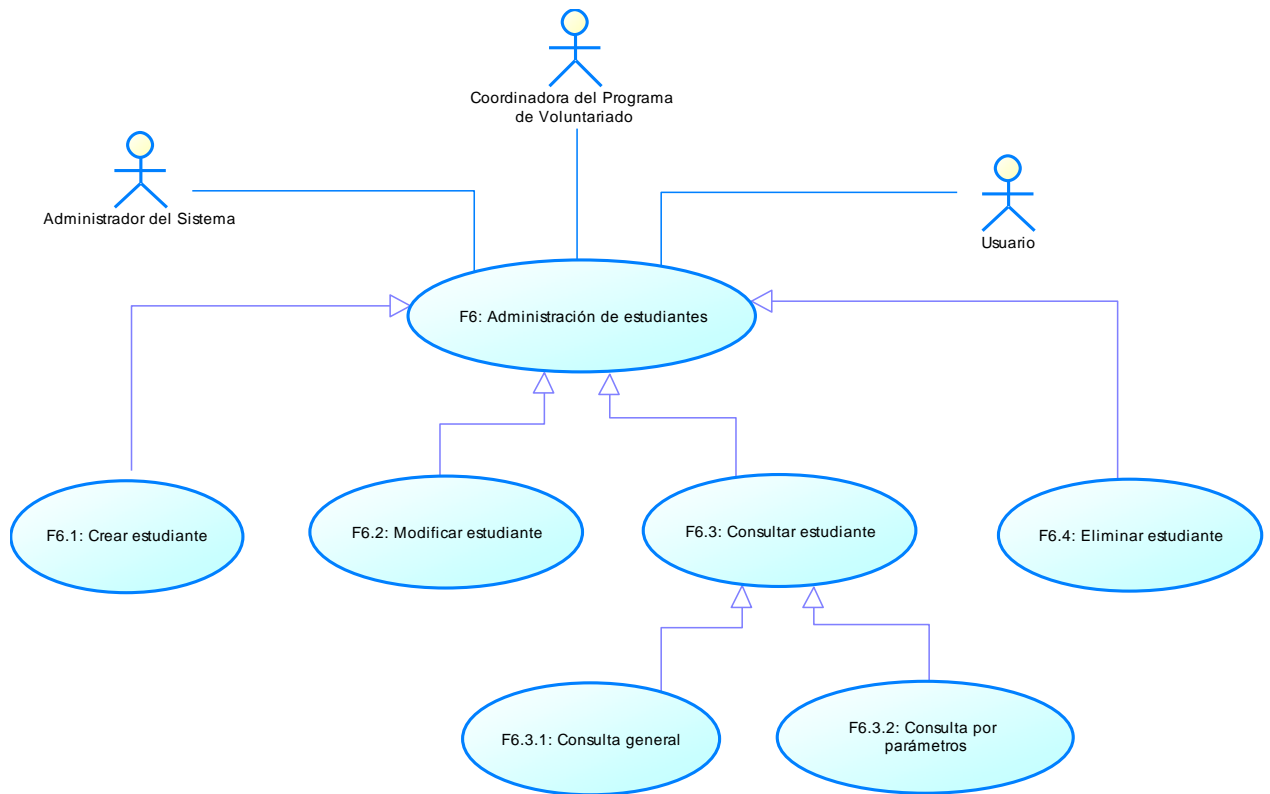 Coordinadora del Programa
de Voluntariado
Administrador del Sistema
Usuario
F6: Administración de estudiantes
F6.1: Crear estudiante
F6.2: Modificar estudiante
F6.3: Consultar estudiante
F6.4: Eliminar estudiante
F6.3.1: Consulta general
F6.3.2: Consulta por
parámetros